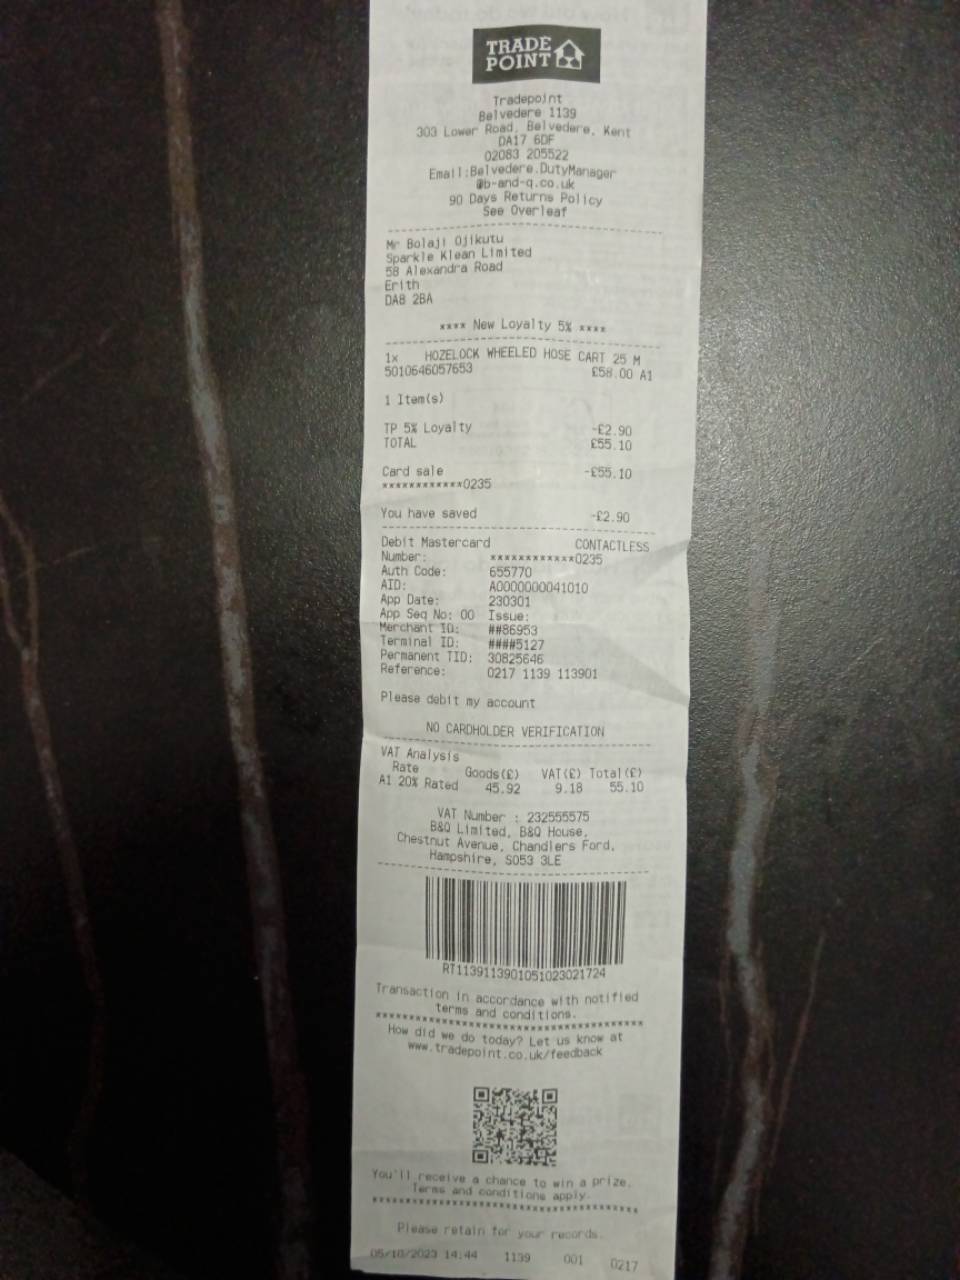 TRADE
POINT
Tradepoint
Belvedere 1139
303 Lower Road, Belvedere, Kent
DA17 6DF
02083 205522
Email:Belvedere.DutyManager
@b-and-q.co.uk
90 Days Returns Policy
See Overleaf
Mr Bolaji Ojikutu
Sparkle Klean Limited
58 Alexandra Road
Erith
DA8 2BA
**** New Loyalty 5% ****
1x HOZELOCK WHEELED HOSE CART 25 M
5010646057653 £58.00 A1
1 Item(s)
TP 5% Loyalty -£2.90
TOTAL £55.10
Card sale -£55.10
************0235
You have saved -£2.90
Debit Mastercard CONTACTLESS
Number: ************0235
Auth Code: 655770
AID: A0000000041010
App Date: 230301
App Seq No: 00 Issue:
Merchant ID: ##86953
Terminal ID: ####5127
Permanent TID: 30825646
Reference: 0217 1139 113901
Please debit my account
NO CARDHOLDER VERIFICATION
VAT Analysis
Rate Goods(£) VAT(£) Total(£)
A1 20% Rated 45.92 9.18 55.10
VAT Number : 232555575
B&Q Limited, B&Q House,
Chestnut Avenue, Chandlers Ford,
Hampshire, SO53 3LE
RT1139113901051023021724
Transaction in accordance with notified
terms and conditions.
How did we do today? Let us know at
www.tradepoint.co.uk/feedback
You'll receive a chance to win a prize.
Terms and conditions apply.
Please retain for your records.
05/10/2023 14:44 1139 001 0217